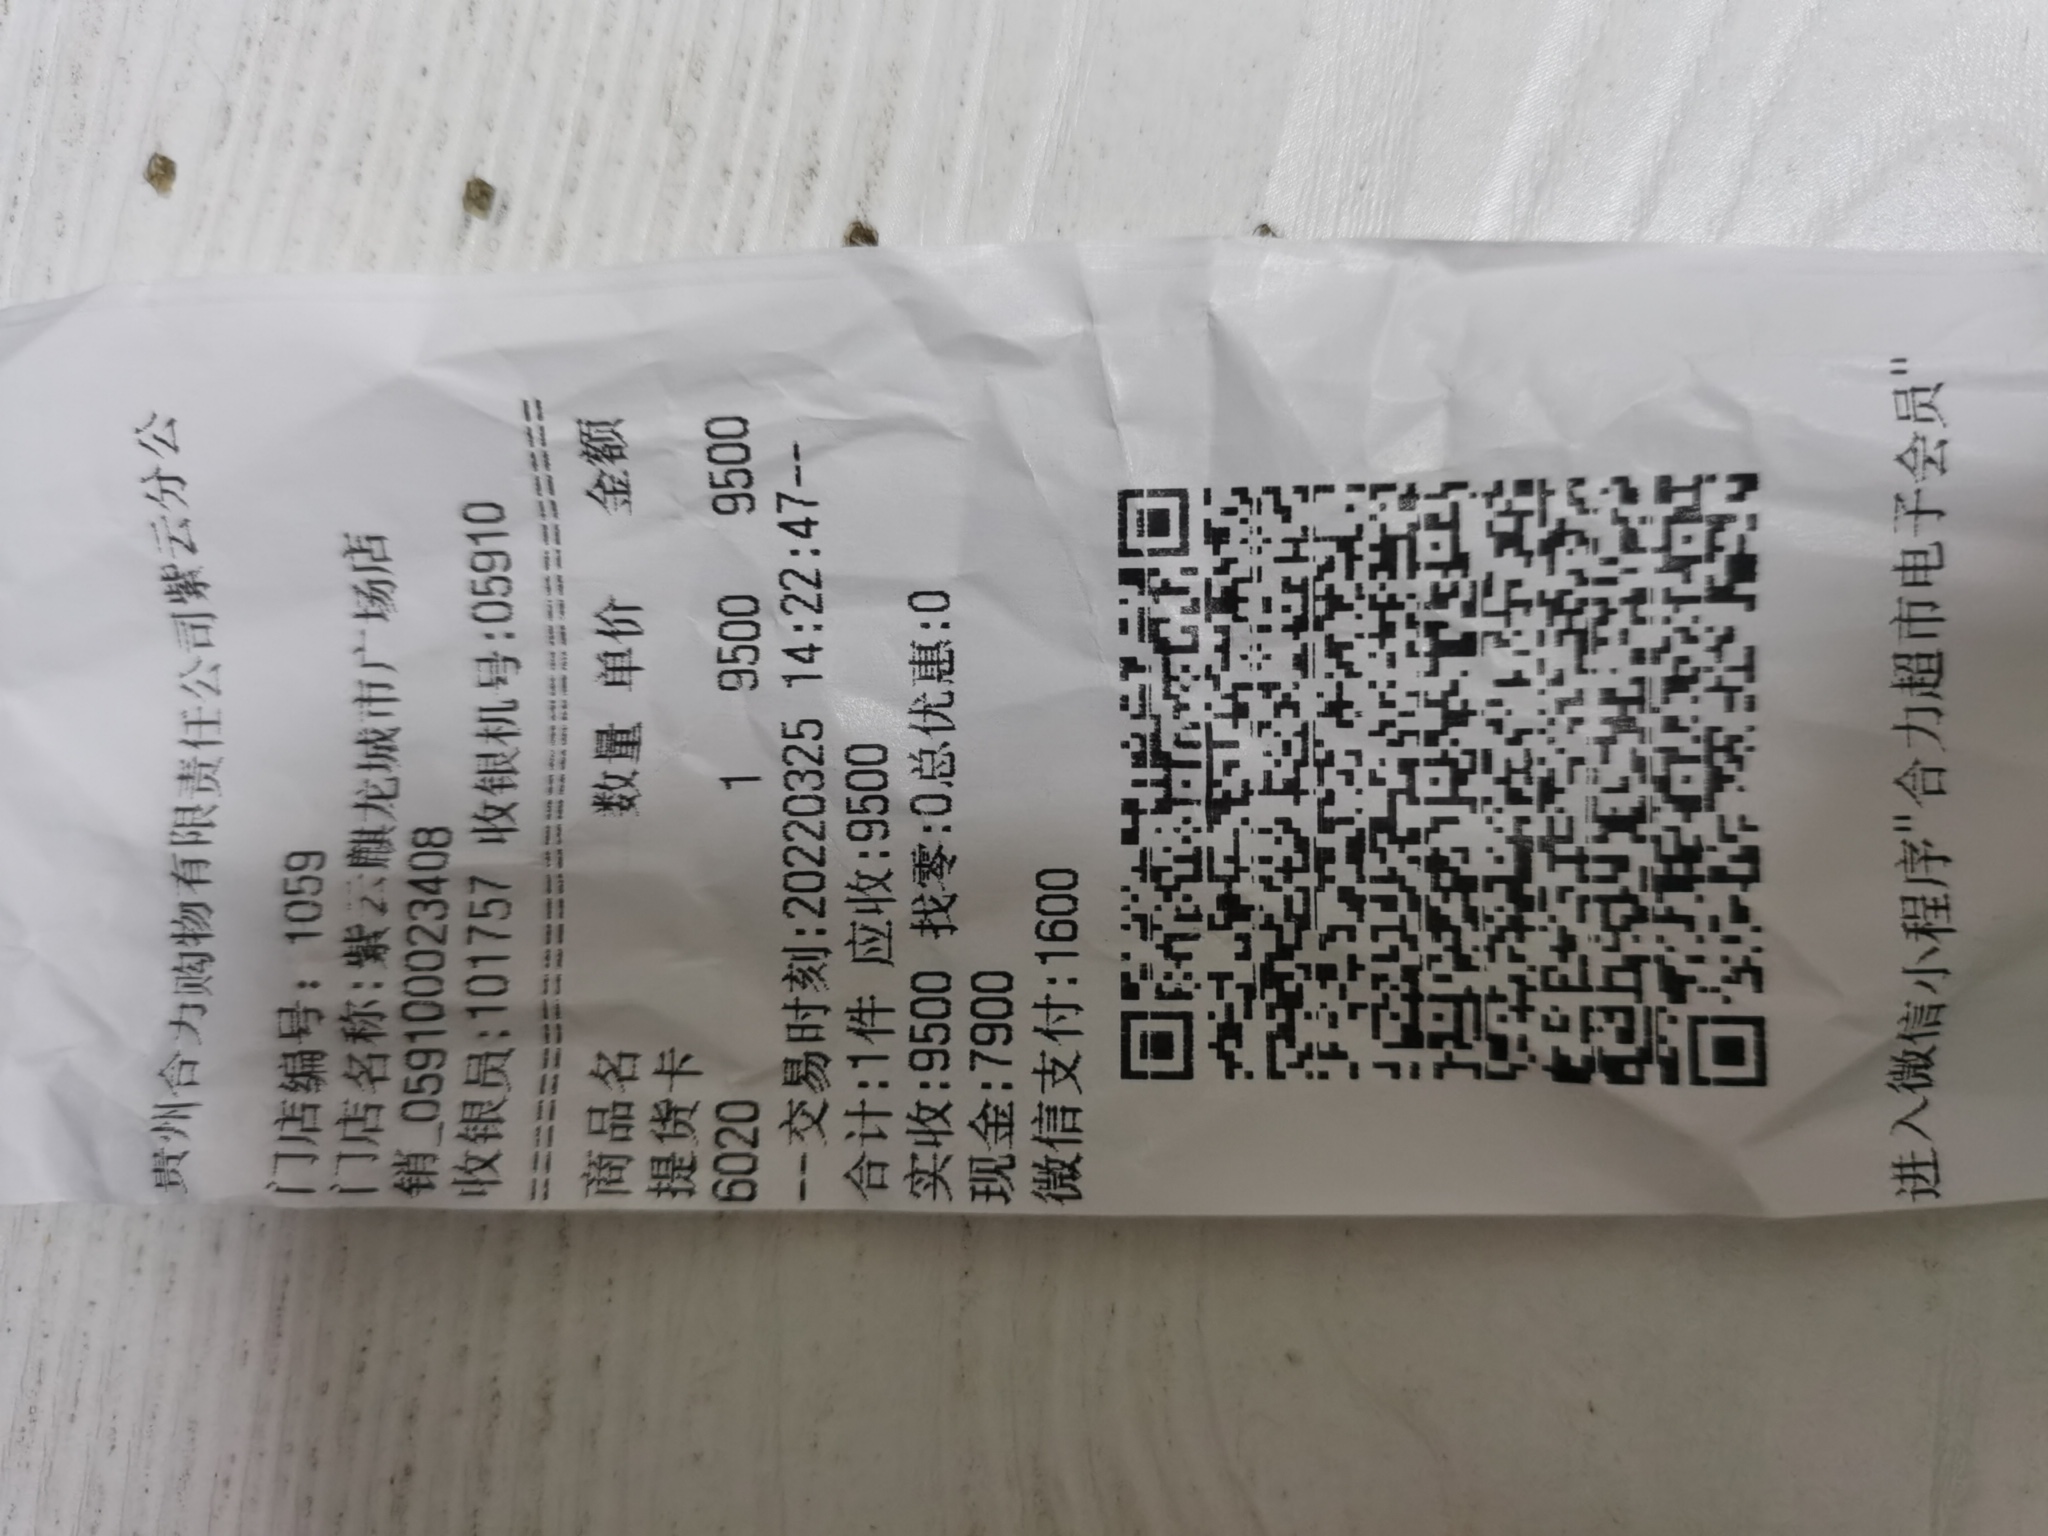 贵州合力购物有限责任公司紫云分公
门店编号: 1059
门店名称:紫云麒龙城市广场店
销_0591000023408
收银员:101757 收银机号:05910
========================================
商品名 数量 单价 金额
提货卡
6020 1 9500 9500
--交易时刻:20220325 14:22:47--
合计:1件 应收:9500
实收:9500 找零:0总优惠:0
现金:7900
微信支付:1600
进入微信小程序"合力超市电子会员"